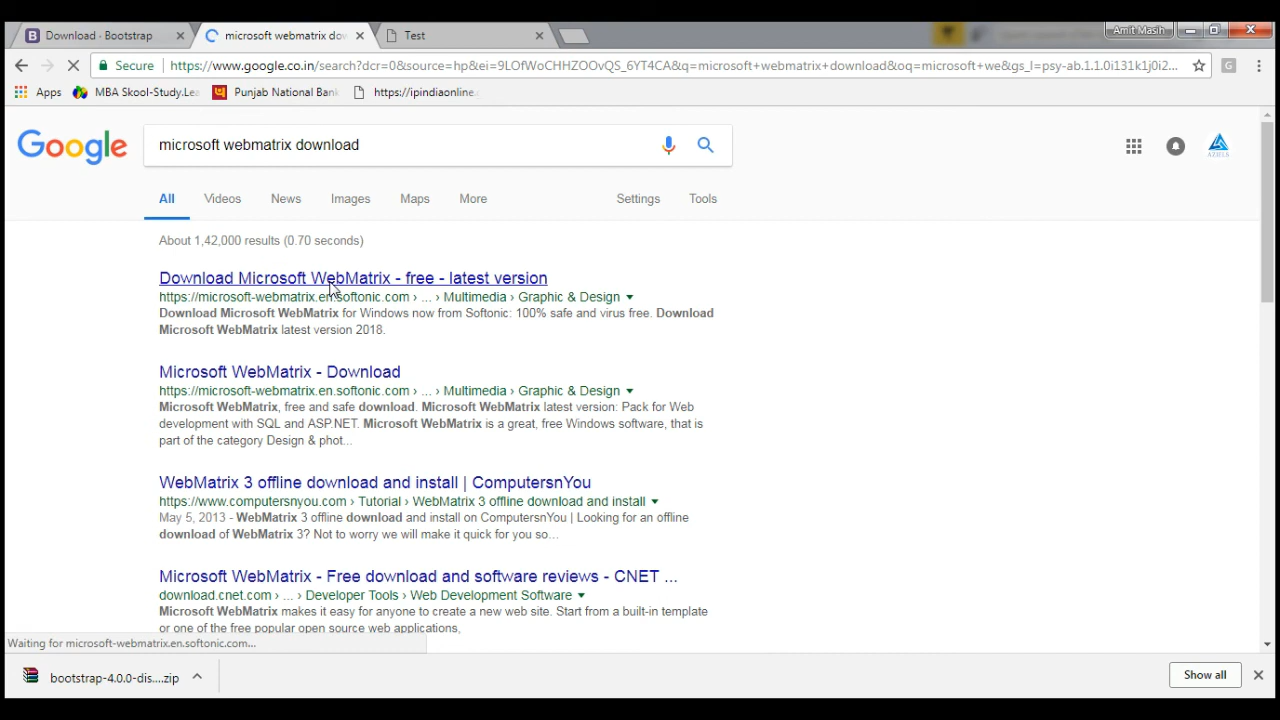 Download - Bootstrap
microsoft webmatrix dow
Test
Amit Mash
Secure
https://www.google.co.in/search?dcr=0&source=hp&ei=9LOfWoCHHZOOvQS_6YT4CA&q=microsoft+webmatrix+download&oq=microsoft+we&gs_l=psy-ab.1.1.0i131k1j0i2...
Apps
MBA Skool-Study.Lea
Punjab National Bank
https://ipindiaonline.
Google
microsoft webmatrix download
All
Videos
News
Images
Maps
More
Settings
Tools
AZIELS
About 1,42,000 results (0.70 seconds)
Download Microsoft WebMatrix - free - latest version
https://microsoft-webmatrix.en.softonic.com › ... › Multimedia › Graphic & Design
Download Microsoft WebMatrix for Windows now from Softonic: 100% safe and virus free. Download
Microsoft WebMatrix latest version 2018.
Microsoft WebMatrix - Download
https://microsoft-webmatrix.en.softonic.com › ... › Multimedia › Graphic & Design
Microsoft WebMatrix, free and safe download. Microsoft WebMatrix latest version: Pack for Web
development with SQL and ASP.NET. Microsoft WebMatrix is a great, free Windows software, that is
part of the category Design & phot...
WebMatrix 3 offline download and install | ComputersnYou
https://www.computersnyou.com › Tutorial › WebMatrix 3 offline download and install
May 5, 2013 - WebMatrix 3 offline download and install on ComputersnYou | Looking for an offline
download of WebMatrix 3? Not to worry we will make it quick for you so...
Microsoft WebMatrix - Free download and software reviews - CNET ...
download.cnet.com › ... › Developer Tools › Web Development Software
Microsoft WebMatrix makes it easy for anyone to create a new web site. Start from a built-in template
or one of the free popular open source web applications,
Waiting for microsoft-webmatrix.en.softonic.com...
bootstrap-4.0.0-dis....zip
Show all